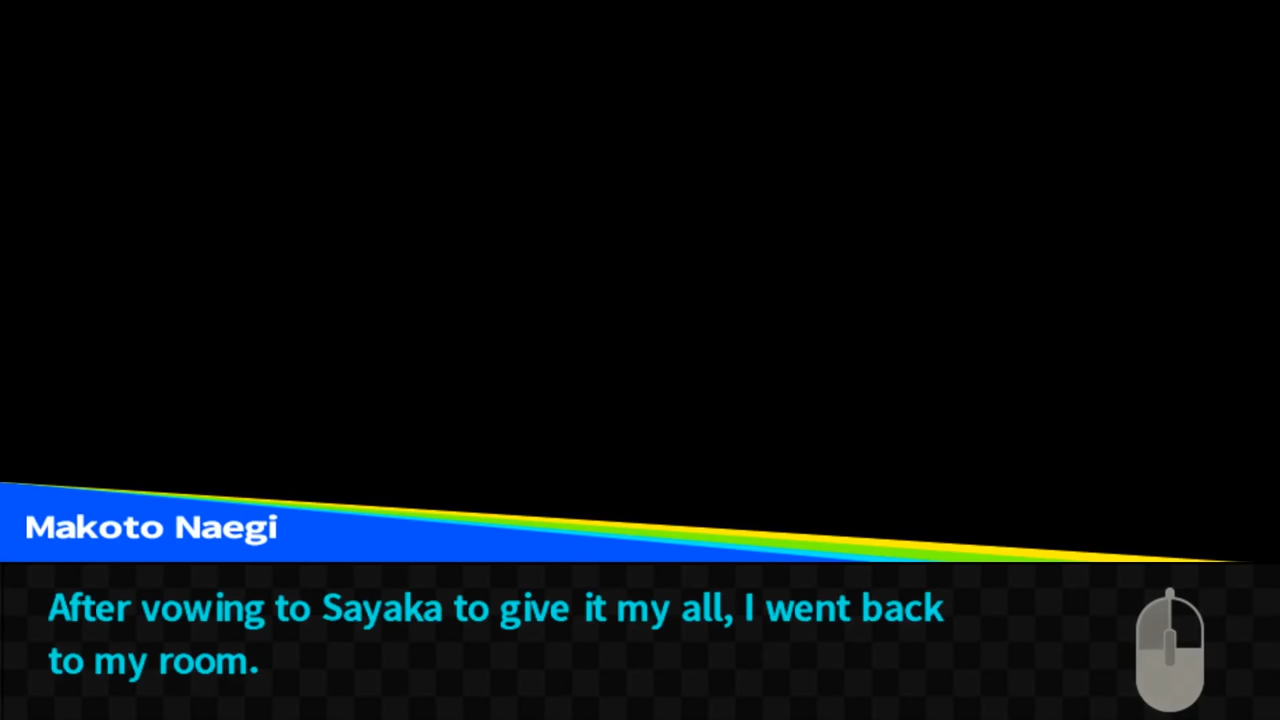 Makoto Naegi
After vowing to Sayaka to give it my all, I went back
to my room.